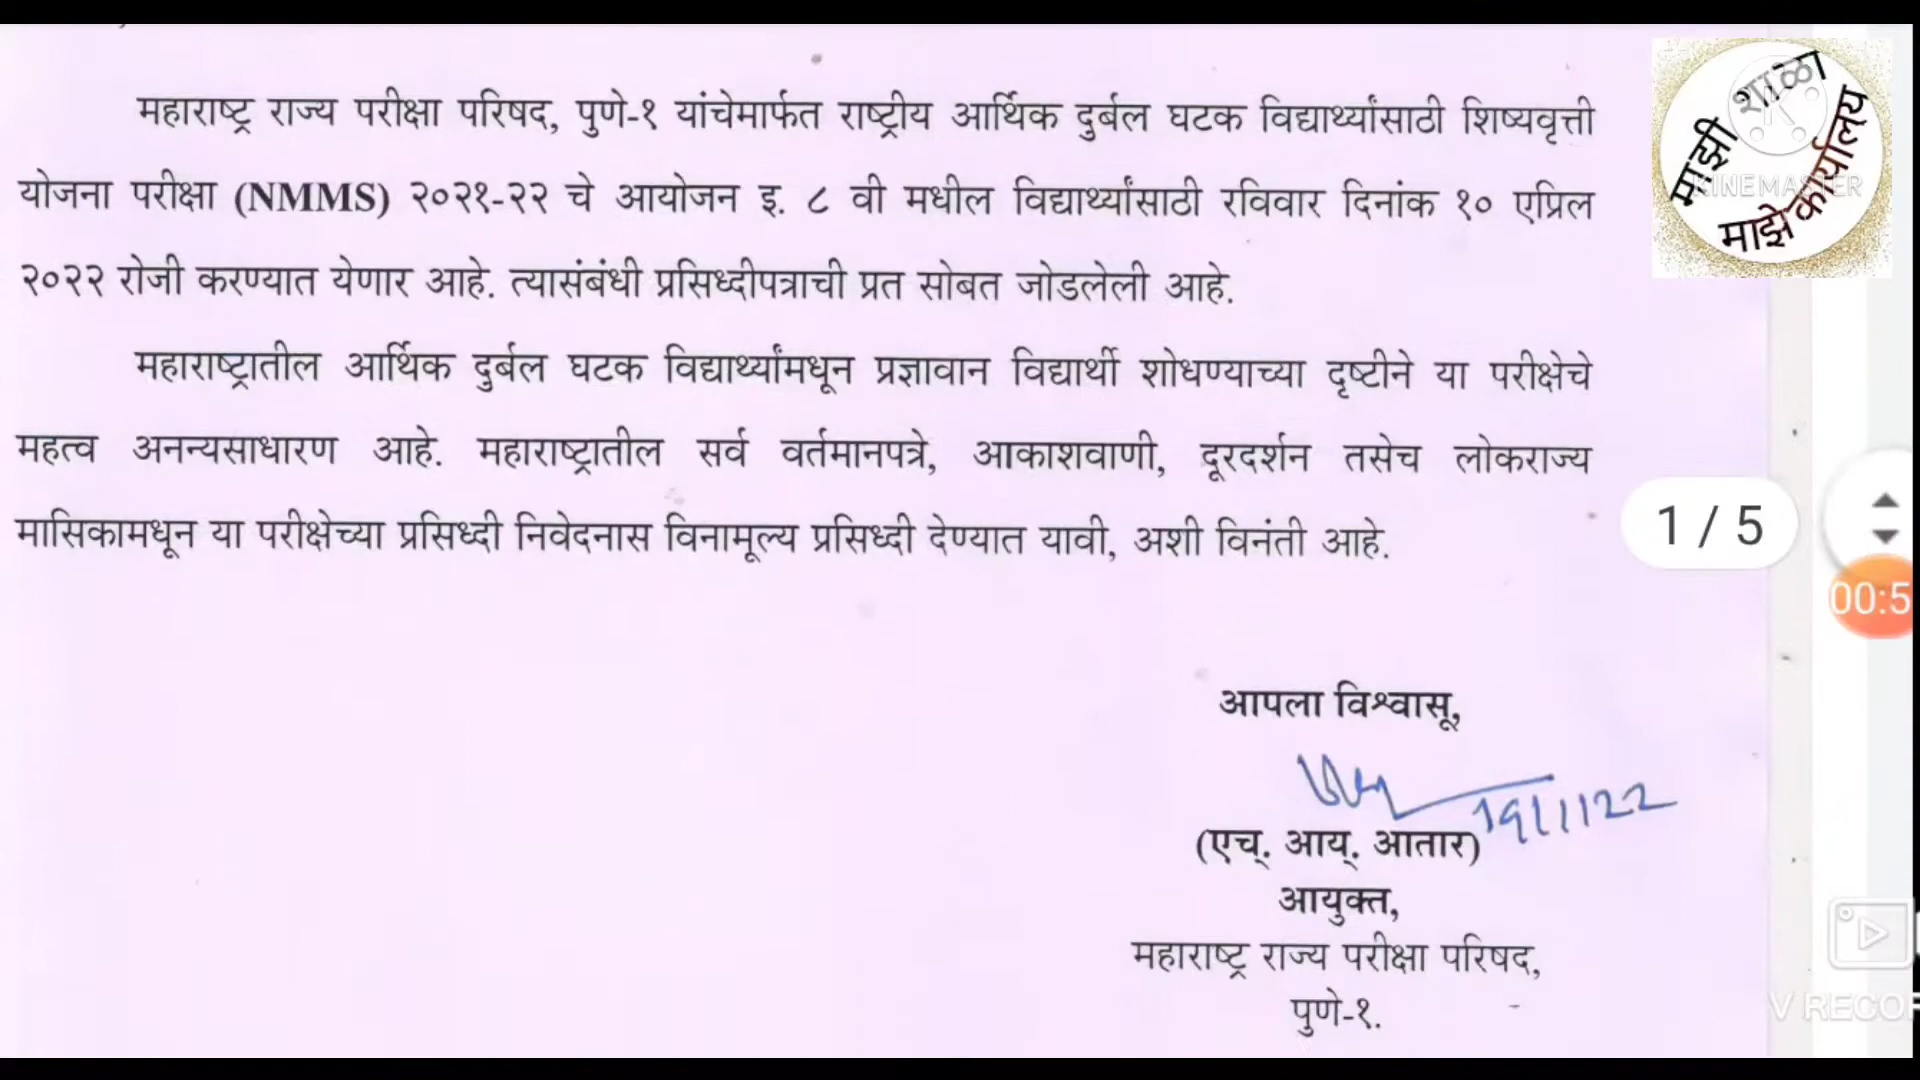 महाराष्ट्र राज्य परीक्षा परिषद, पुणे-१ यांचेमार्फत राष्ट्रीय आर्थिक दुर्बल घटक विद्यार्थ्यांसाठी शिष्यवृत्ती
योजना परीक्षा (NMMS) २०२१-२२ चे आयोजन इ. ८ वी मधील विद्यार्थ्यांसाठी रविवार दिनांक १० एप्रिल
२०२२ रोजी करण्यात येणार आहे. त्यासंबंधी प्रसिध्दीपत्राची प्रत सोबत जोडलेली आहे.
महाराष्ट्रातील आर्थिक दुर्बल घटक विद्यार्थ्यांमधून प्रज्ञावान विद्यार्थी शोधण्याच्या दृष्टीने या परीक्षेचे
महत्व अनन्यसाधारण आहे. महाराष्ट्रातील सर्व वर्तमानपत्रे, आकाशवाणी, दूरदर्शन तसेच लोकराज्य
मासिकामधून या परीक्षेच्या प्रसिध्दी निवेदनास विनामूल्य प्रसिध्दी देण्यात यावी, अशी विनंती आहे.
आपला विश्वासू,
19/1/22
(एच्. आय्. आतार)
आयुक्त,
महाराष्ट्र राज्य परीक्षा परिषद,
पुणे-१.
माझी शाळा
माझे कार्यालय
KINEMASTER
1 / 5
00:5
V RECOR